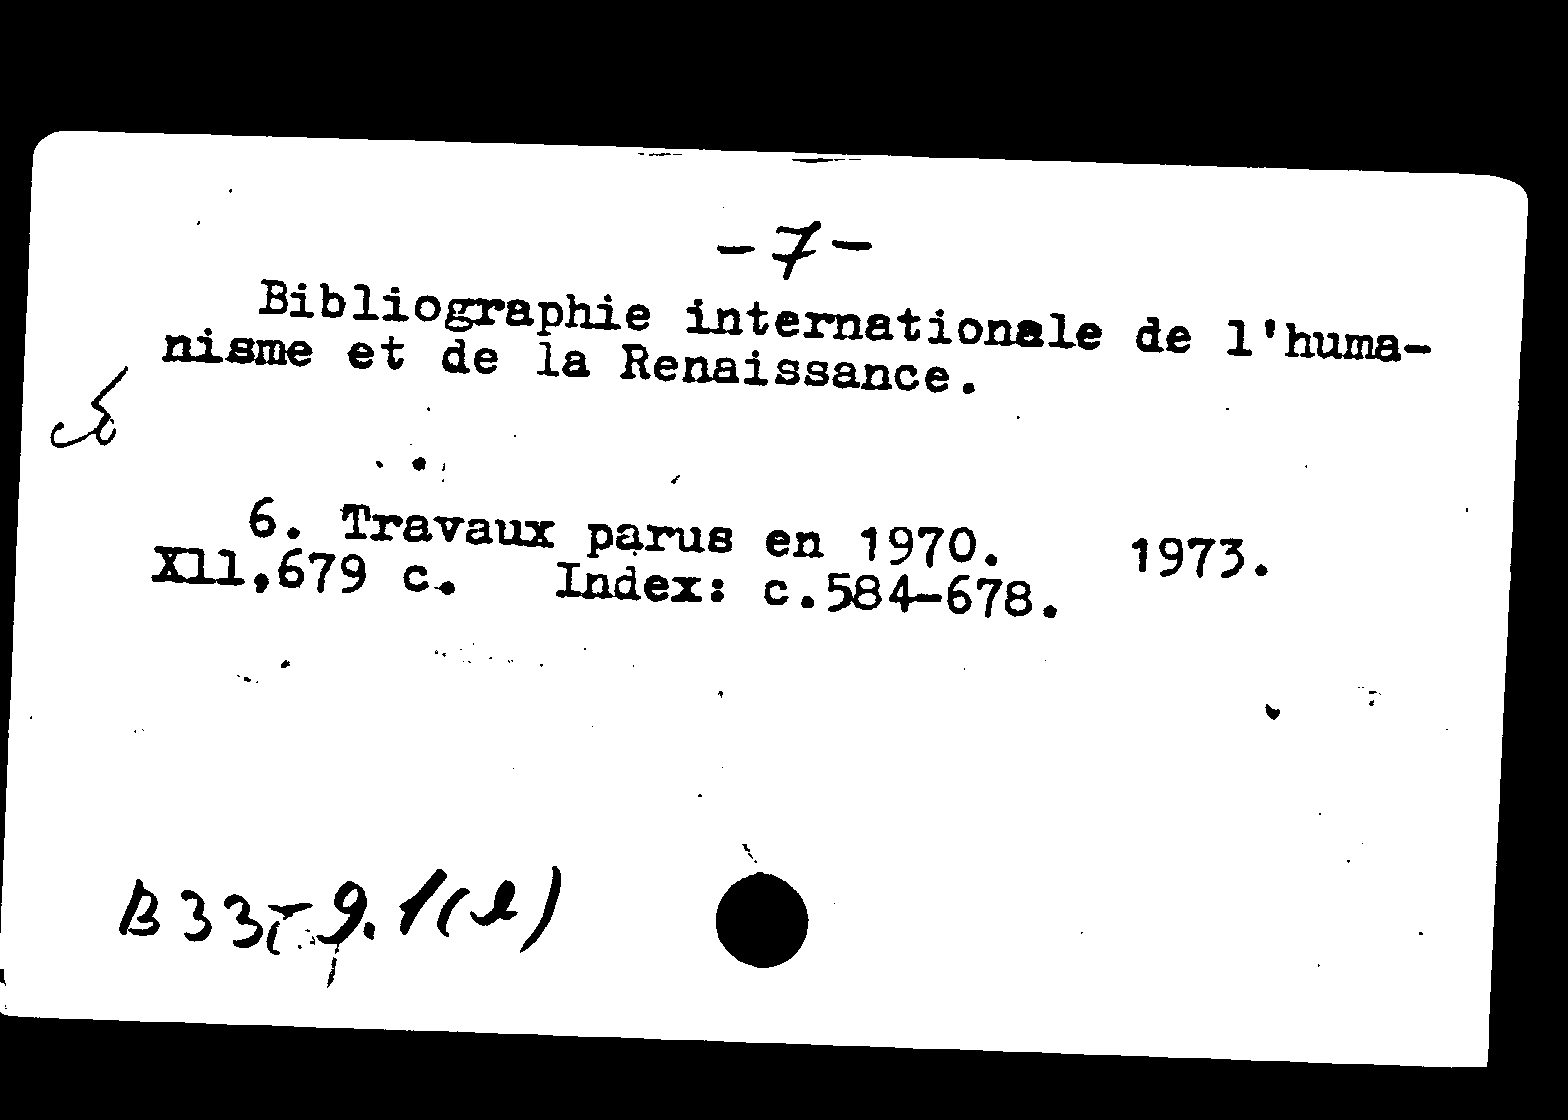 -7-
Bibliographie internationale de l'huma-
nisme et de la Renaissance.
6. Travaux parus en 1970. 1973.
X11,679 c. Index: c.584-678.